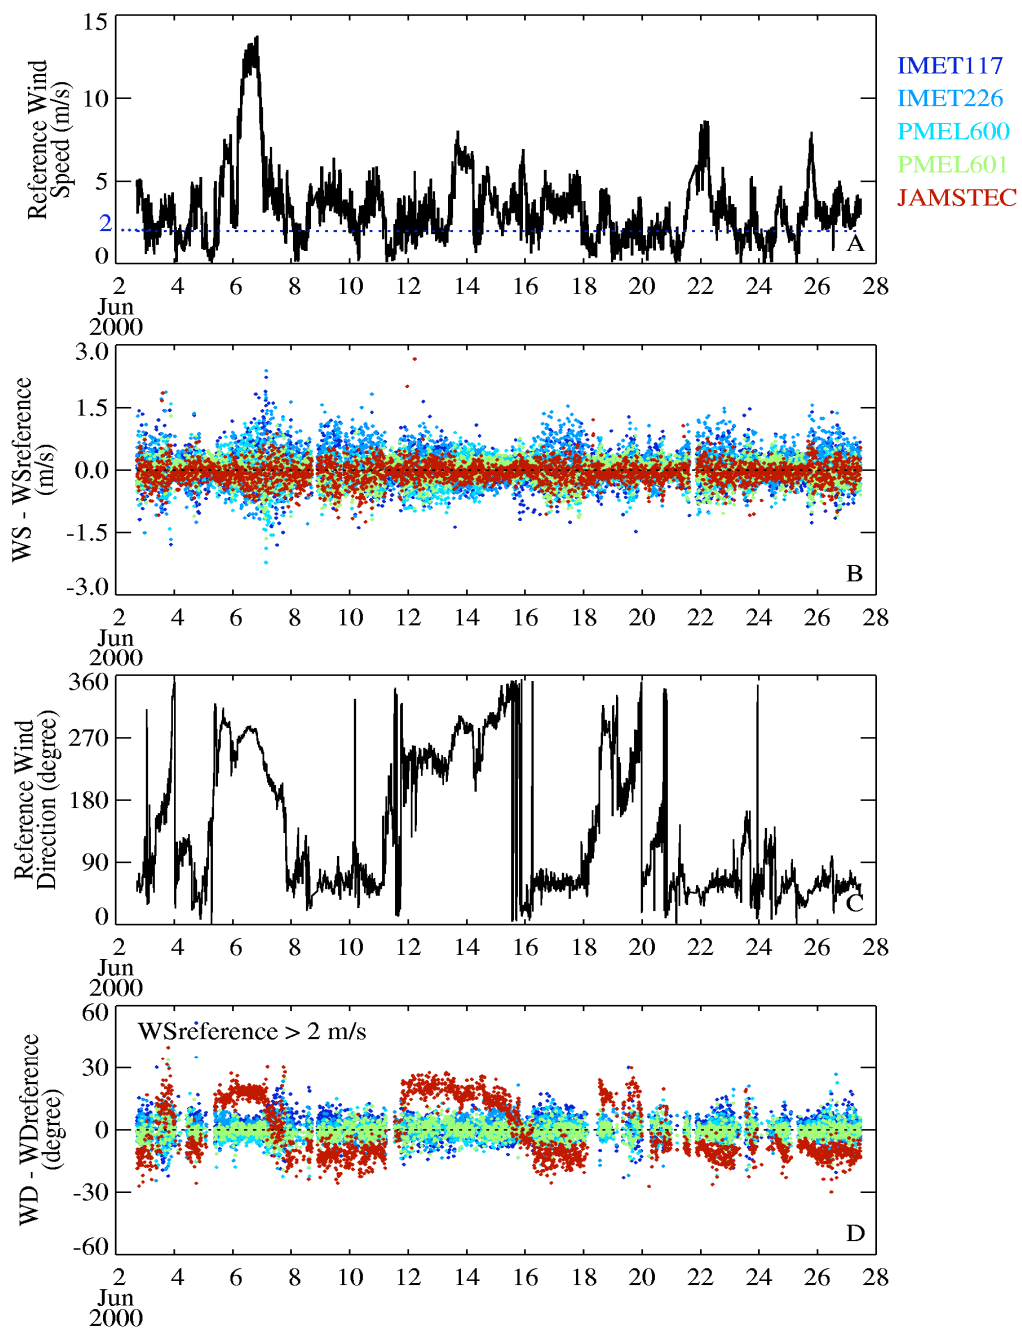 Reference Wind
Speed (m/s)
15
10
5
2
0
A
2 4 6 8 10 12 14 16 18 20 22 24 26 28
Jun
2000
IMET117
IMET226
PMEL600
PMEL601
JAMSTEC
WS - WSreference
(m/s)
3.0
1.5
0.0
-1.5
-3.0
B
2 4 6 8 10 12 14 16 18 20 22 24 26 28
Jun
2000
Reference Wind
Direction (degree)
360
270
180
90
0
C
2 4 6 8 10 12 14 16 18 20 22 24 26 28
Jun
2000
WD - WDreference
(degree)
60
30
0
-30
-60
WSreference > 2 m/s
D
2 4 6 8 10 12 14 16 18 20 22 24 26 28
Jun
2000